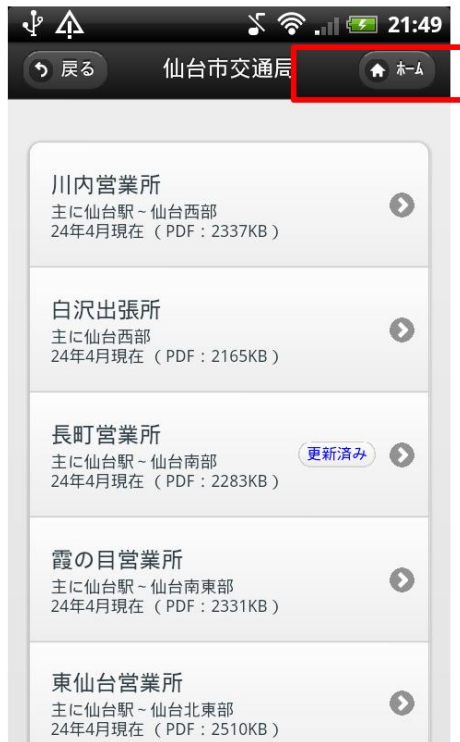 21:49
戻る 仙台市交通局 ホーム
川内営業所
主に仙台駅~仙台西部
24年4月現在 ( PDF : 2337KB )
白沢出張所
主に仙台西部
24年4月現在 ( PDF : 2165KB )
長町営業所
主に仙台駅~仙台南部
更新済み
24年4月現在 ( PDF : 2283KB )
霞の目営業所
主に仙台駅~仙台南東部
24年4月現在 ( PDF : 2331KB )
東仙台営業所
主に仙台駅~仙台北東部
24年4月現在 ( PDF : 2510KB )